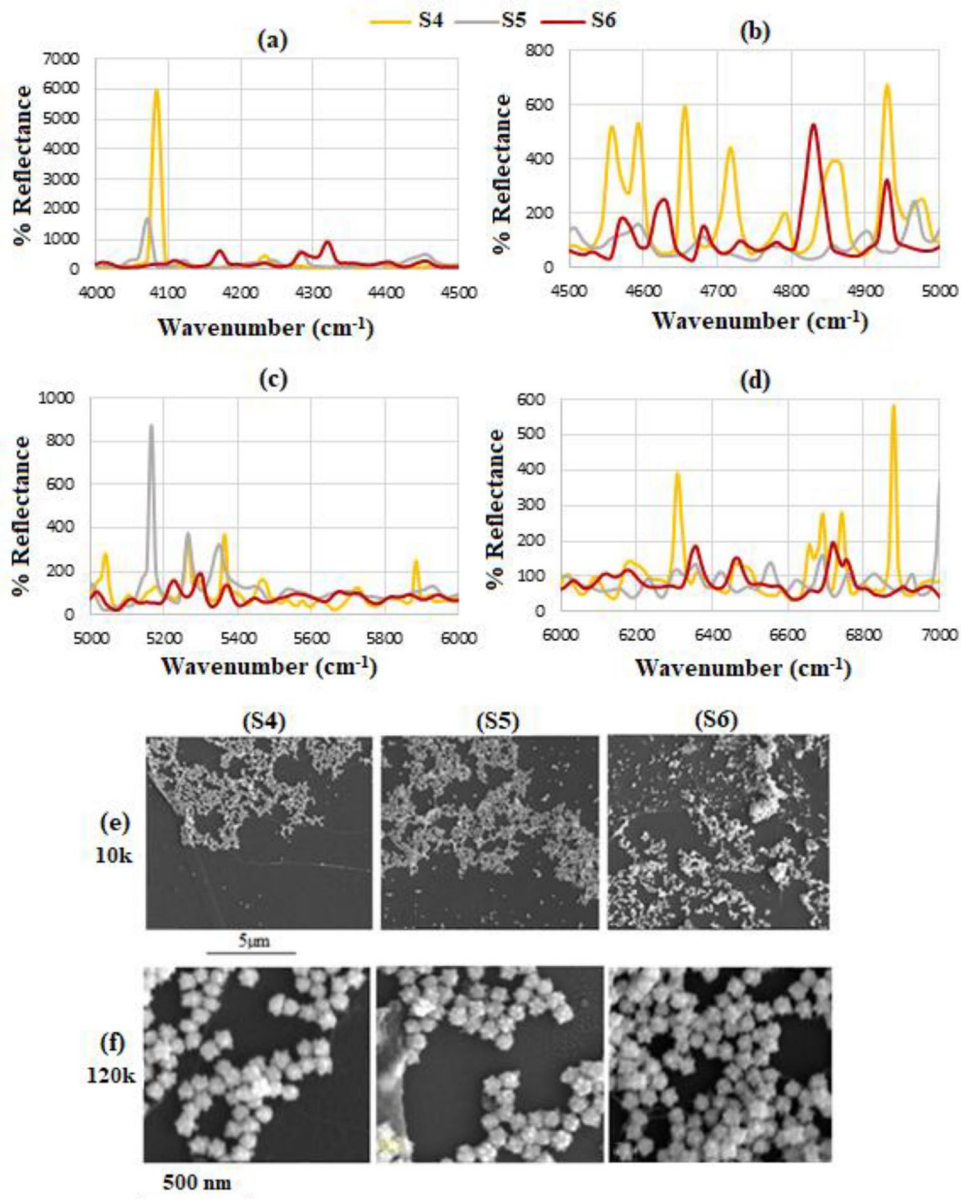 S4 S5 S6
(a)
% Reflectance
7000
6000
5000
4000
3000
2000
1000
0
4000 4100 4200 4300 4400 4500
Wavenumber (cm-1)
(b)
% Reflectance
800
600
400
200
0
4500 4600 4700 4800 4900 5000
Wavenumber (cm-1)
(c)
% Reflectance
1000
800
600
400
200
0
5000 5200 5400 5600 5800 6000
Wavenumber (cm-1)
(d)
% Reflectance
600
500
400
300
200
100
0
6000 6200 6400 6600 6800 7000
Wavenumber (cm-1)
(S4) (S5) (S6)
(e)
10k
5µm
(f)
120k
500 nm